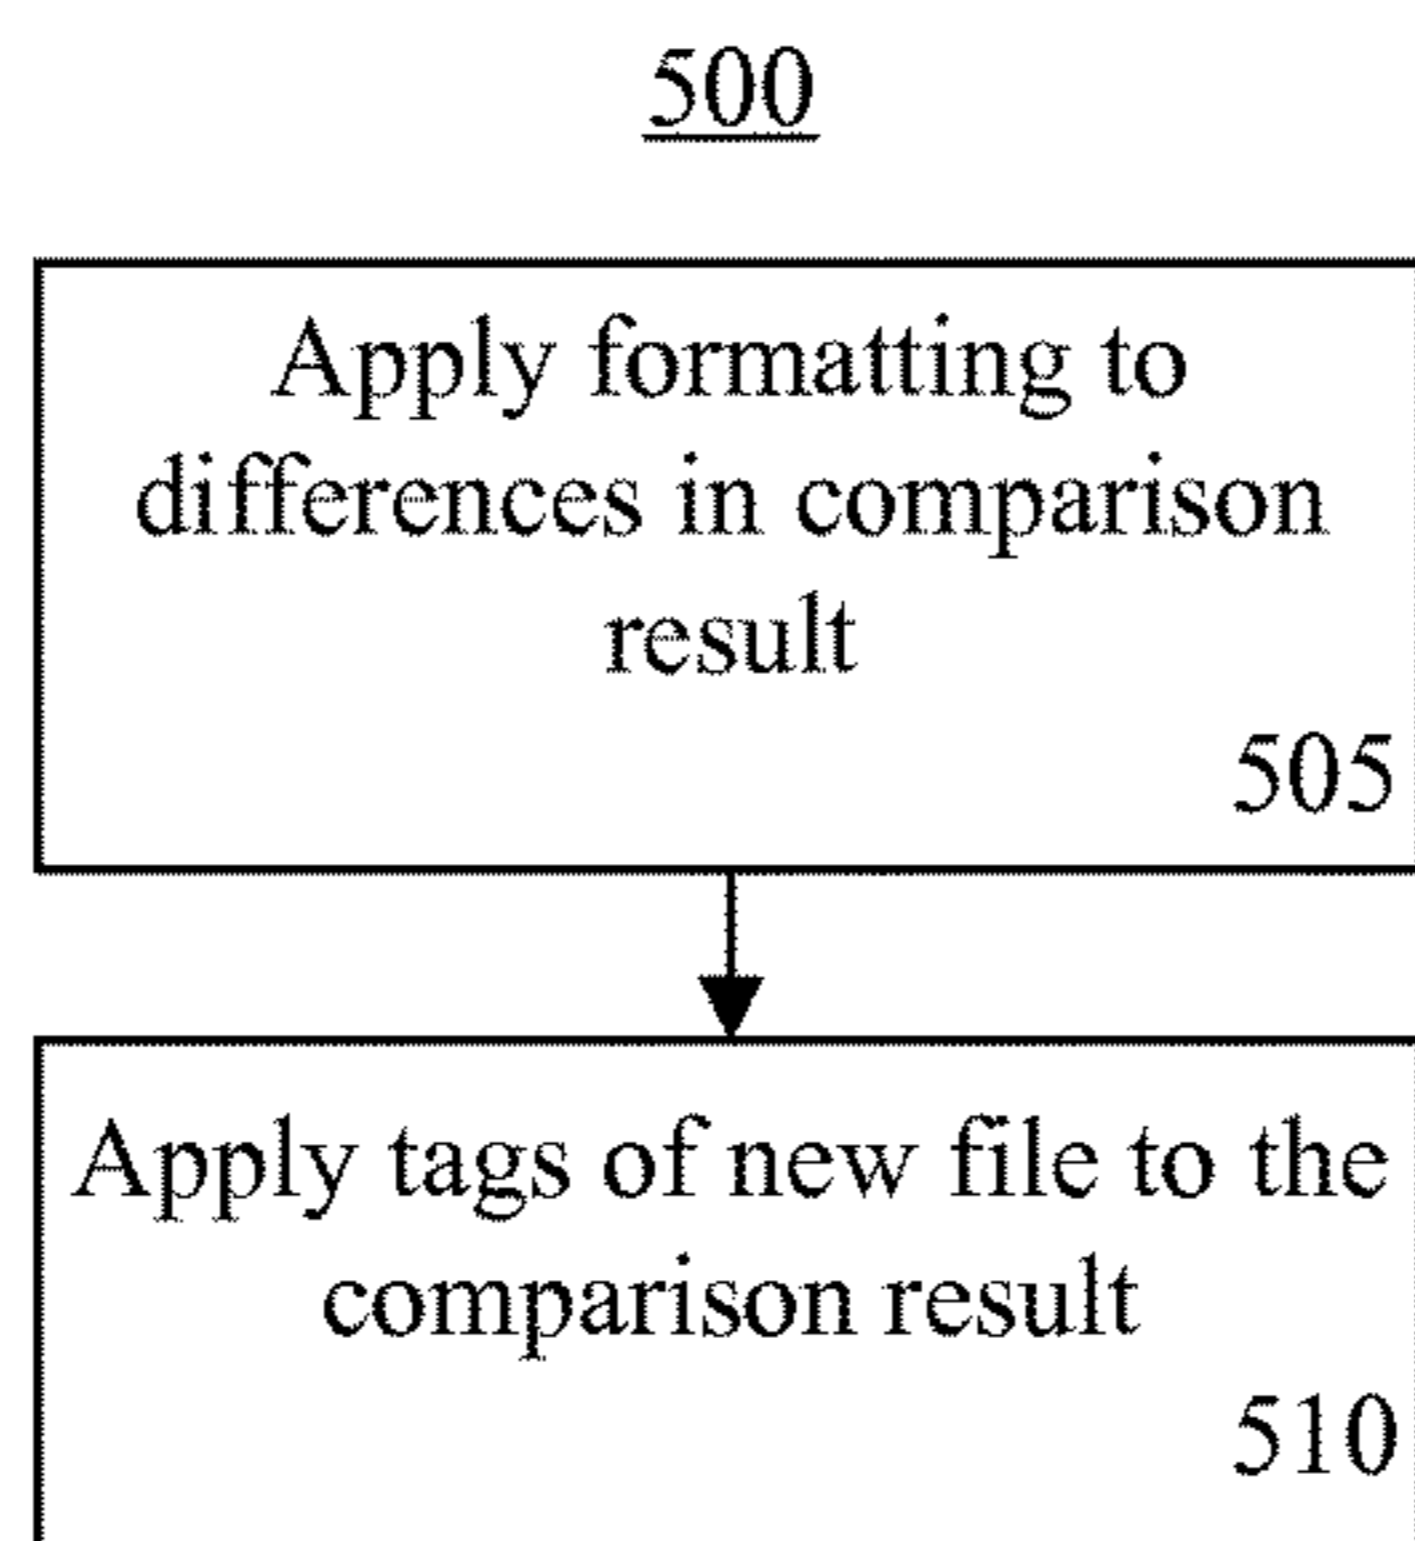 500
Apply formatting to
differences in comparison
result
505
Apply tags of new file to the
comparison result
510